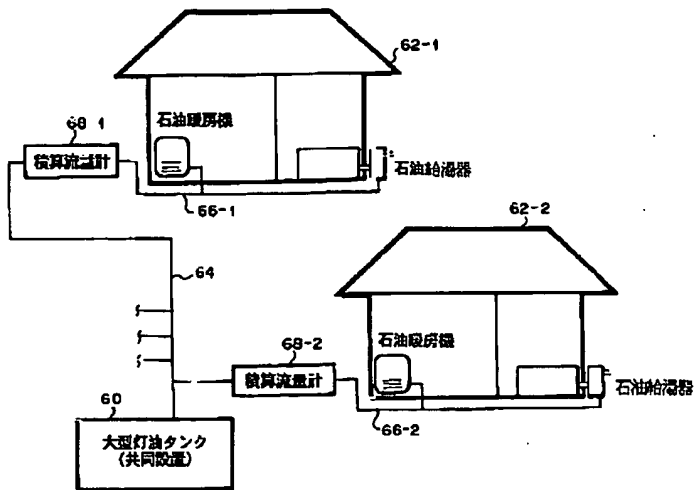 62-1
石油暖房機
68-1
積算流量計
石油給湯器
66-1
62-2
64
石油暖房機
68-2
積算流量計
石油給湯器
66-2
60
大型灯油タンク
(共同設置)